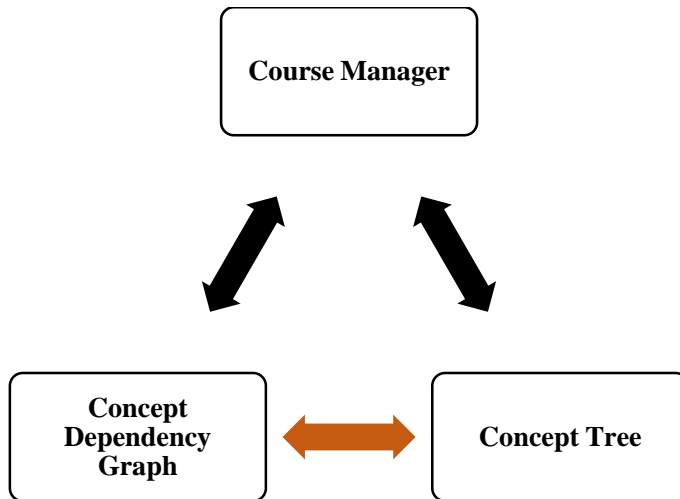 Course Manager
Concept
Dependency
Graph
Concept Tree